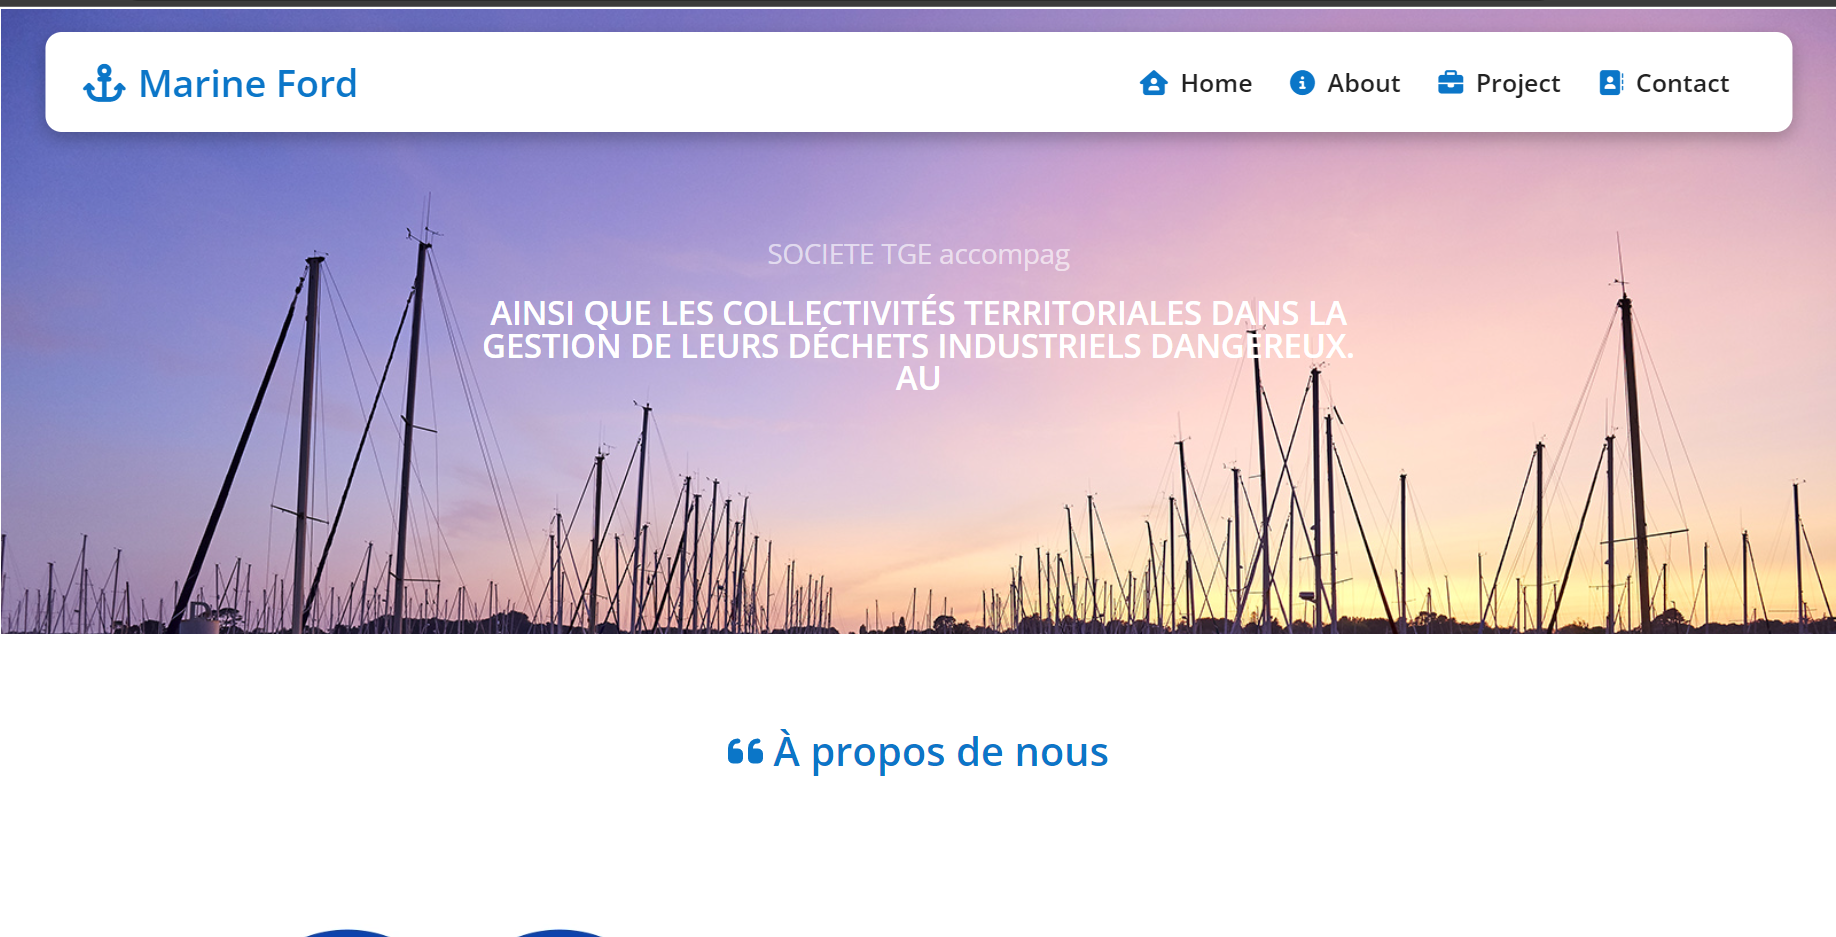 Marine Ford
Home
About
Project
Contact
SOCIETE TGE accompag
AINSI QUE LES COLLECTIVITÉS TERRITORIALES DANS LA
GESTION DE LEURS DÉCHETS INDUSTRIELS DANGEREUX.
AU
À propos de nous